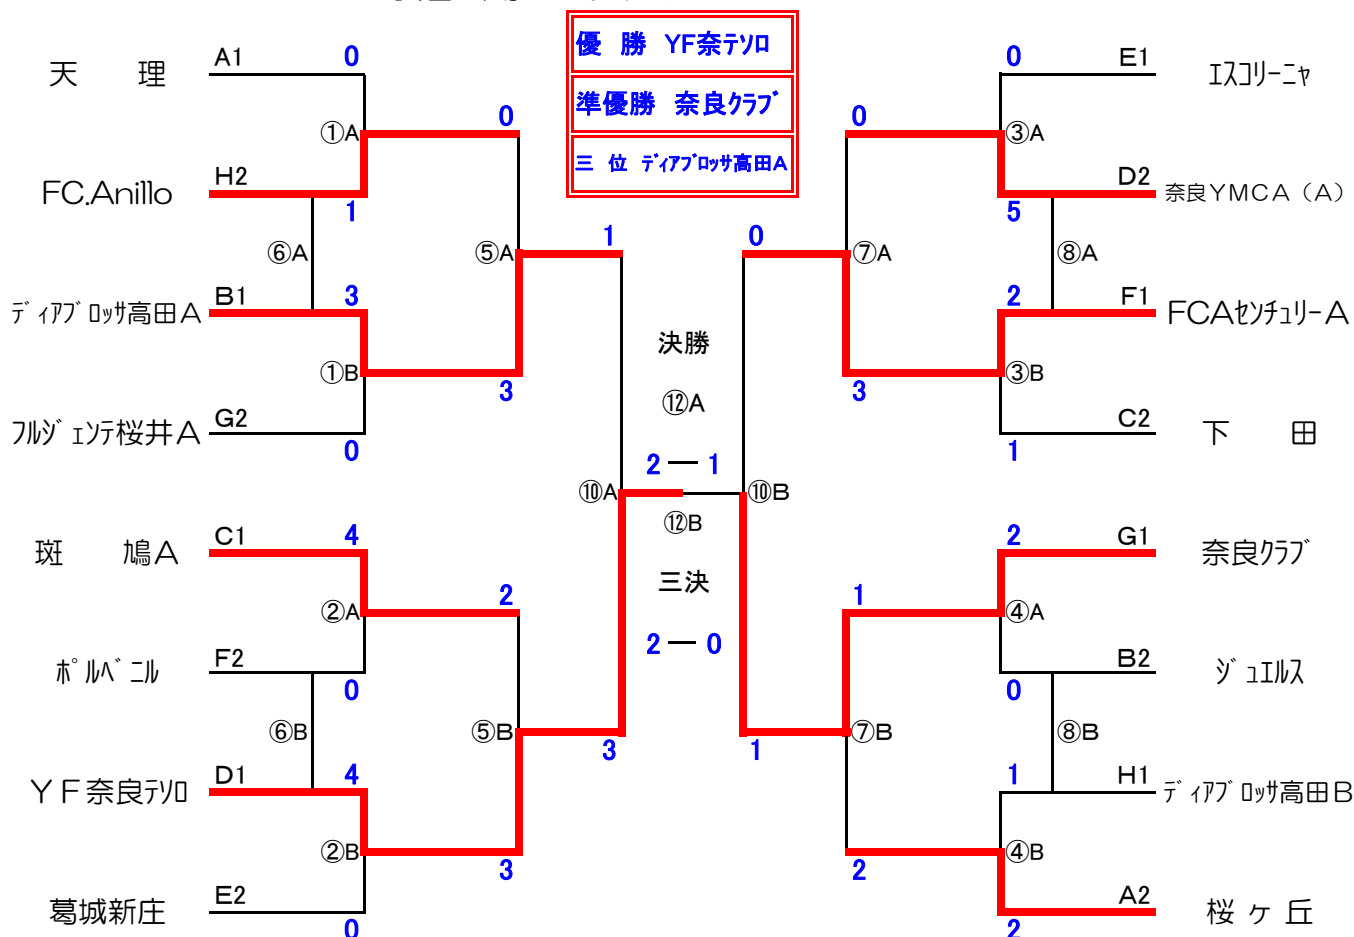 優 勝 YF奈テソロ
準優勝 奈良クラブ
三 位 ディアブロッサ高田A
天 理
A1
0
①A
0
FC.Anillo
H2
1
⑥A
⑤A
1
ディアブロッサ高田A
B1
3
①B
3
フルジェンテ桜井A
G2
0
⑩A
斑 鳩A
C1
4
②A
2
ポルベニル
F2
0
⑥B
⑤B
3
YF奈良テソロ
D1
4
②B
3
葛城新庄
E2
0
決勝
⑫A
2―1
⑫B
三決
2―0
0
E1
エスコリーニャ
0
③A
D2
奈良YMCA(A)
5
0
⑦A
⑧A
2
F1
FCAセンチュリーA
③B
3
C2
下 田
1
⑩B
2
G1
奈良クラブ
1
④A
B2
ジュエルス
0
1
⑦B
⑧B
1
H1
ディアブロッサ高田B
④B
2
A2
桜ヶ丘
2